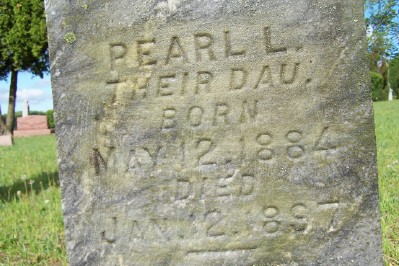 PEARL L.
THEIR DAU.
BORN
MAY 12. 1884
DIED
JAN. 12. 1897